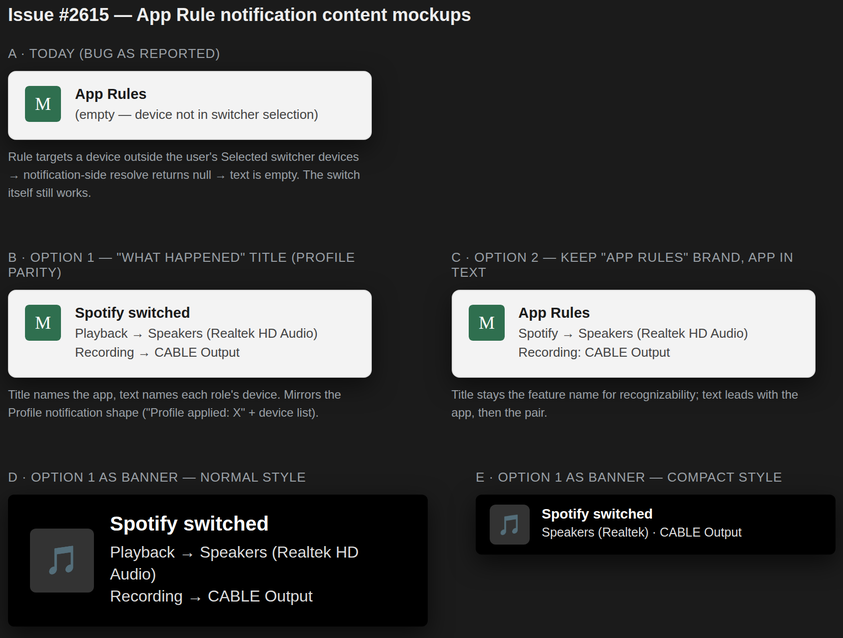 Issue #2615 — App Rule notification content mockups
A · TODAY (BUG AS REPORTED)
M
App Rules
(empty — device not in switcher selection)
Rule targets a device outside the user's Selected switcher devices
→ notification-side resolve returns null → text is empty. The switch
itself still works.
B · OPTION 1 — "WHAT HAPPENED" TITLE (PROFILE
PARITY)
M
Spotify switched
Playback → Speakers (Realtek HD Audio)
Recording → CABLE Output
Title names the app, text names each role's device. Mirrors the
Profile notification shape ("Profile applied: X" + device list).
C · OPTION 2 — KEEP "APP RULES" BRAND, APP IN
TEXT
M
App Rules
Spotify → Speakers (Realtek HD Audio)
Recording: CABLE Output
Title stays the feature name for recognizability; text leads with the
app, then the pair.
D · OPTION 1 AS BANNER — NORMAL STYLE
Spotify switched
Playback → Speakers (Realtek HD
Audio)
Recording → CABLE Output
E · OPTION 1 AS BANNER — COMPACT STYLE
Spotify switched
Speakers (Realtek) · CABLE Output